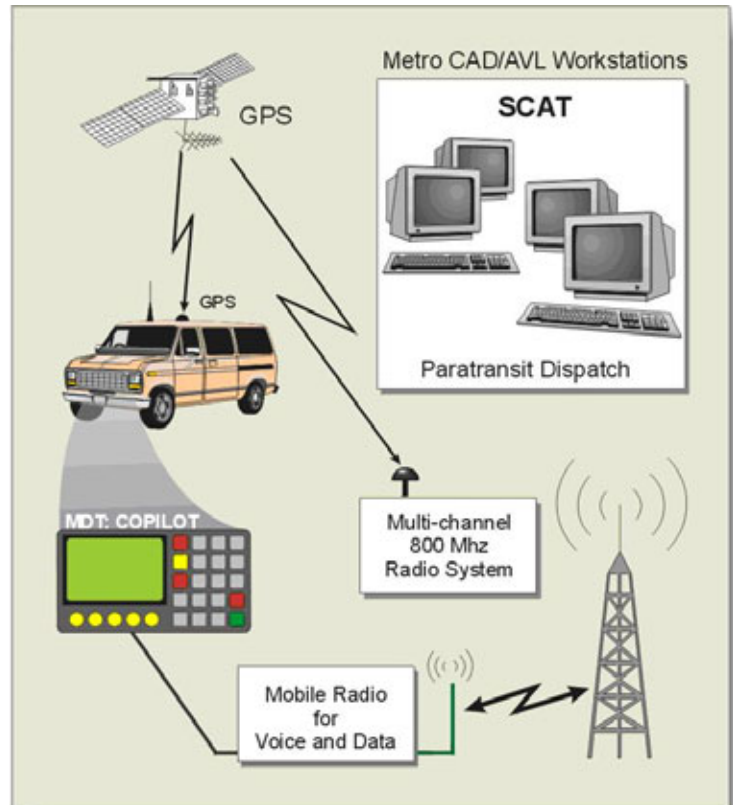 Metro CAD/AVL Workstations
SCAT
GPS
Paratransit Dispatch
GPS
MDT: COPILOT
Multi-channel
800 Mhz
Radio System
Mobile Radio
for
Voice and Data